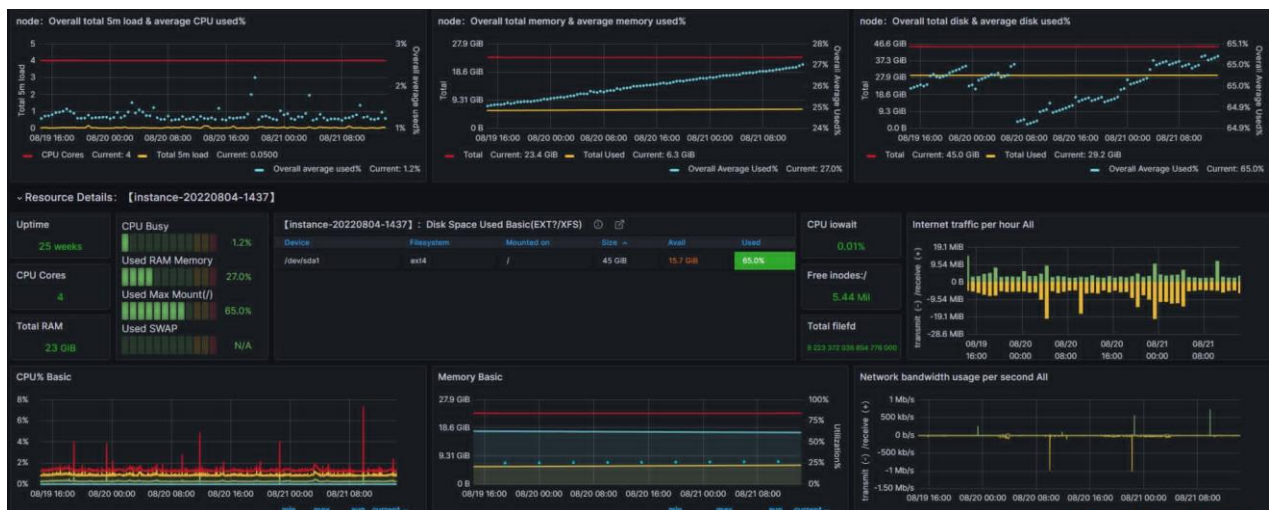 node: Overall total 5m load & average CPU used%
5
4
3
2
1
0
Total 5m load
3%
2%
1%
Overall average used%
08/19 16:00 08/20 00:00 08/20 08:00 08/20 16:00 08/21 00:00 08/21 08:00
CPU Cores Current: 4 Total 5m load Current: 0.0500
Overall average used% Current: 1.2%
node: Overall total memory & average memory used%
27.9 GiB
18.6 GiB
9.31 GiB
0 B
Total
28%
27%
26%
25%
24%
Overall Average Used%
08/19 16:00 08/20 00:00 08/20 08:00 08/20 16:00 08/21 00:00 08/21 08:00
Total Current: 23.4 GiB Total Used Current: 6.3 GiB
Overall Average Used% Current: 27.0%
node: Overall total disk & average disk used%
46.6 GiB
37.3 GiB
27.9 GiB
18.6 GiB
9.3 GiB
0.0 B
Total
65.1%
65.0%
65.0%
64.9%
64.9%
Overall Average Used%
08/19 16:00 08/20 00:00 08/20 08:00 08/20 16:00 08/21 00:00 08/21 08:00
Total Current: 45.0 GiB Total Used Current: 29.2 GiB
Overall Average Used% Current: 65.0%
Resource Details: 【instance-20220804-1437】
Uptime
25 weeks
CPU Cores
4
Total RAM
23 GiB
CPU Busy
1.2%
Used RAM Memory
27.0%
Used Max Mount(/)
65.0%
Used SWAP
N/A
【instance-20220804-1437】: Disk Space Used Basic(EXT?/XFS)
Device Filesystem Mounted on Size Avail Used
/dev/sda1 ext4 / 45 GiB 15.7 GiB 65.0%
CPU iowait
0.01%
Free inodes:/
5.44 Mil
Total filefd
Internet traffic per hour All
19.1 MiB
9.54 MiB
0 B
-9.54 MiB
-19.1 MiB
-28.6 MiB
transmit (-) /receive (+)
08/19 08/20 08/20 08/20 08/21 08/21
16:00 00:00 08:00 16:00 00:00 08:00
CPU% Basic
8%
6%
4%
2%
0%
08/19 16:00 08/20 00:00 08/20 08:00 08/20 16:00 08/21 00:00 08/21 08:00
min max avg current
Memory Basic
27.9 GiB
18.6 GiB
9.31 GiB
0 B
100%
75%
50%
25%
0%
Utilization%
08/19 16:00 08/20 00:00 08/20 08:00 08/20 16:00 08/21 00:00 08/21 08:00
min max avg current
Network bandwidth usage per second All
1 Mb/s
500 kb/s
0 b/s
-500 kb/s
-1 Mb/s
-1.50 Mb/s
transmit (-) /receive (+)
08/19 16:00 08/20 00:00 08/20 08:00 08/20 16:00 08/21 00:00 08/21 08:00